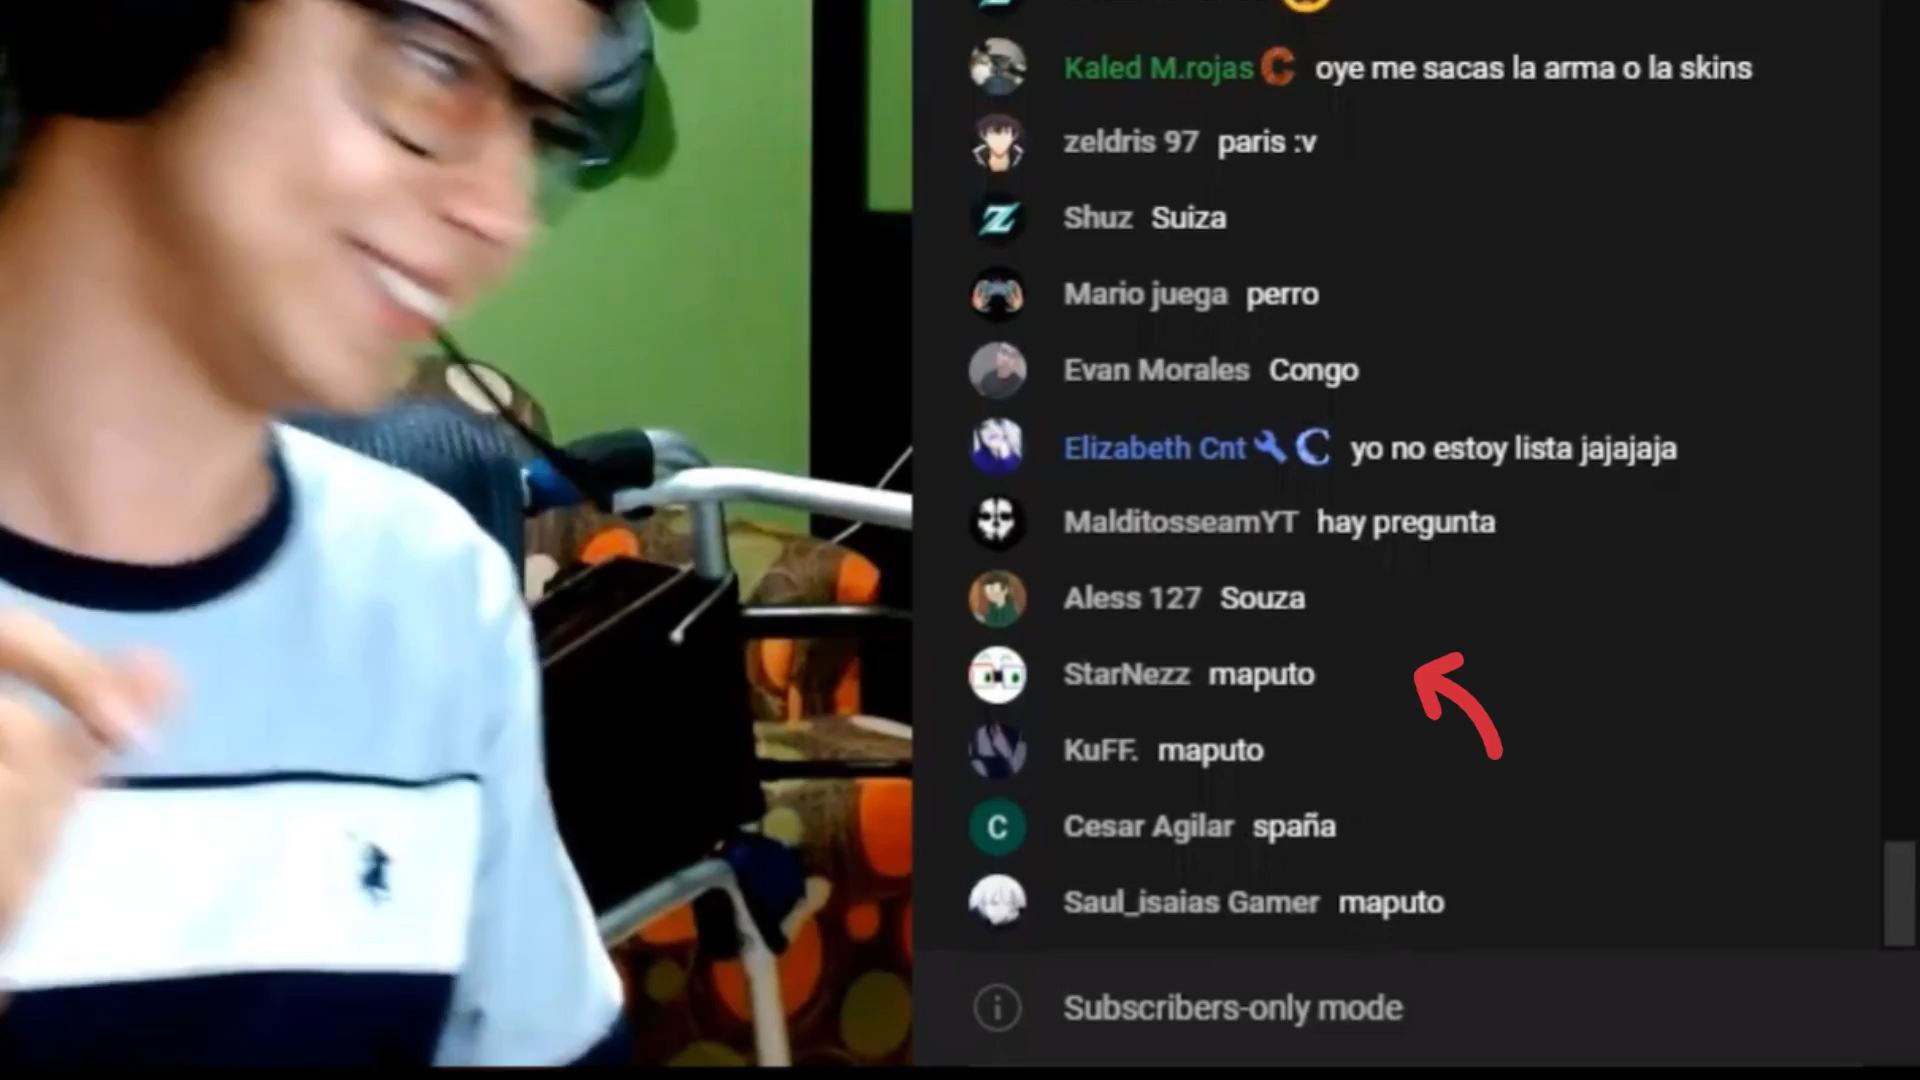 Kaled M.rojas oye me sacas la arma o la skins
zeldris 97 paris :v
Shuz Suiza
Mario juega perro
Evan Morales Congo
Elizabeth Cnt yo no estoy lista jajajaja
MalditosseamYT hay pregunta
Aless 127 Souza
StarNezz maputo
KuFF. maputo
C Cesar Agilar spaña
Saul_isaias Gamer maputo
Subscribers-only mode